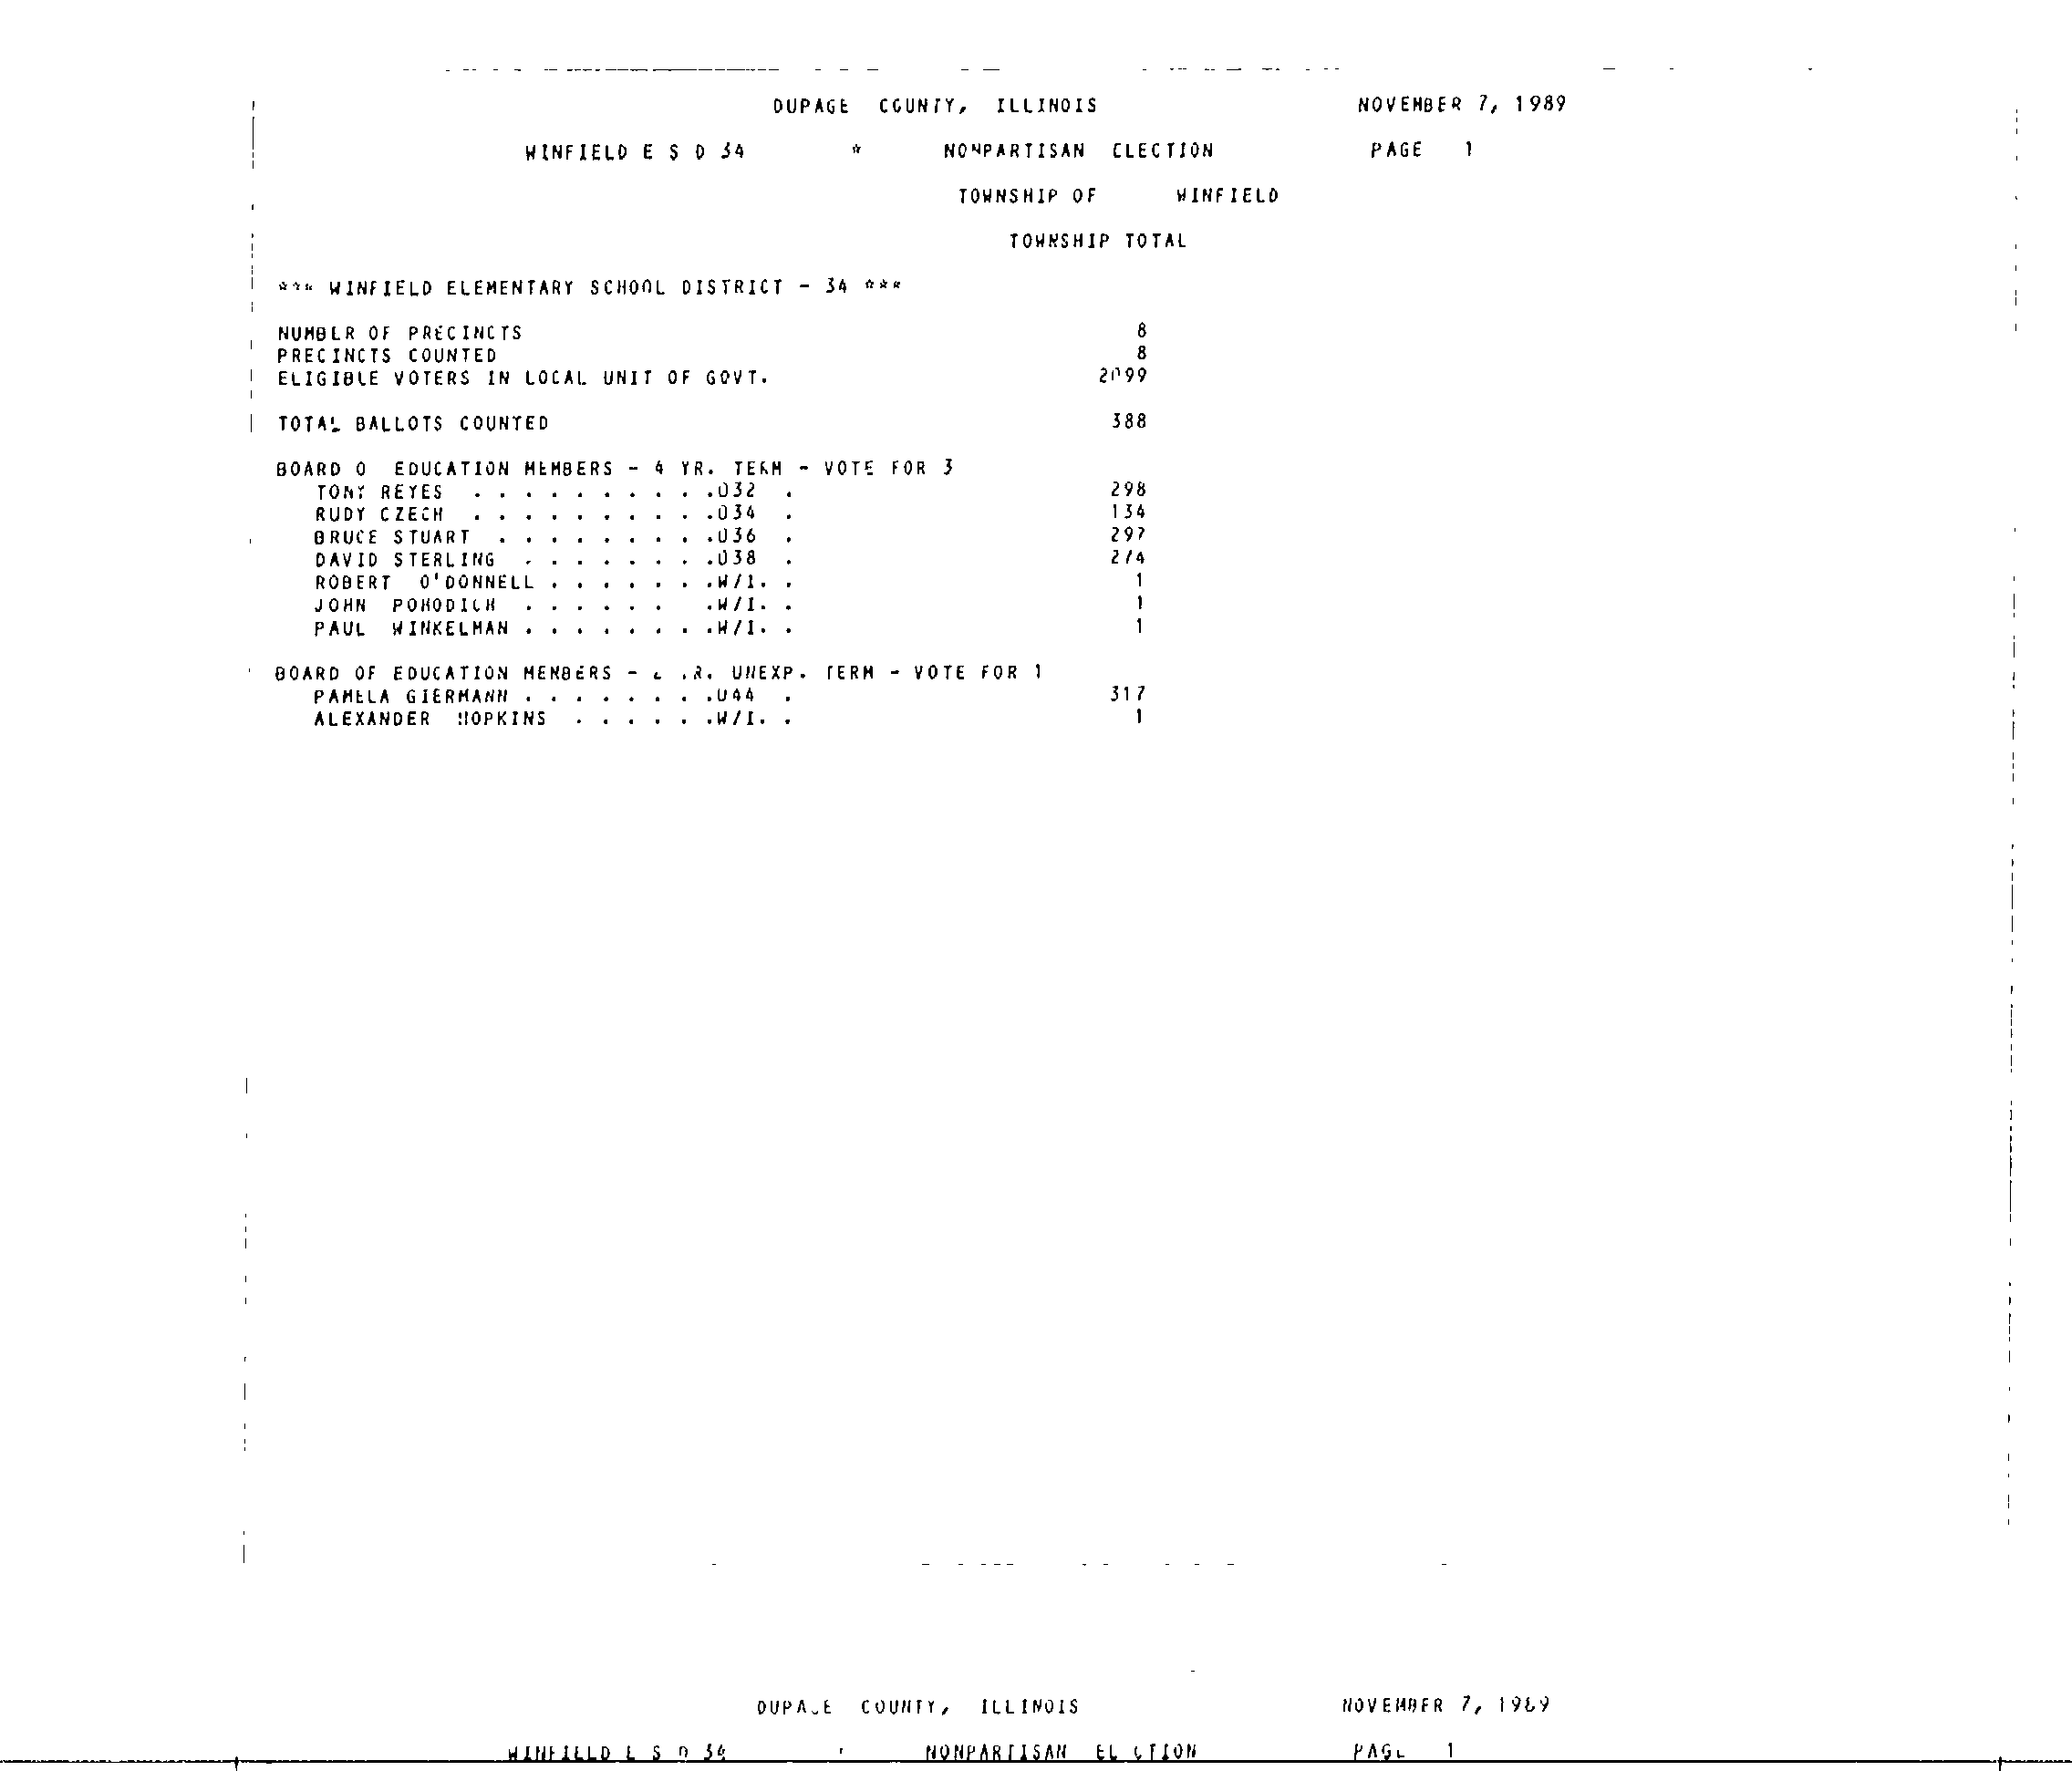 DUPAGE COUNTY, ILLINOIS NOVEMBER 7, 1989
WINFIELD E S D 34 * NONPARTISAN ELECTION PAGE 1
TOWNSHIP OF WINFIELD
TOWNSHIP TOTAL
*** WINFIELD ELEMENTARY SCHOOL DISTRICT - 34 ***
NUMBER OF PRECINCTS 8
PRECINCTS COUNTED 8
ELIGIBLE VOTERS IN LOCAL UNIT OF GOVT. 2099
TOTAL BALLOTS COUNTED 388
BOARD O EDUCATION MEMBERS - 4 YR. TERM - VOTE FOR 3
TONY REYES . . . . . . . . . .032 . 298
RUDY CZECH . . . . . . . . . .034 . 134
BRUCE STUART . . . . . . . . .036 . 297
DAVID STERLING . . . . . . . .038 . 274
ROBERT O'DONNELL . . . . . . .W/I. . 1
JOHN POHODICH . . . . . . .W/I. . 1
PAUL WINKELMAN . . . . . . . .W/I. . 1
BOARD OF EDUCATION MEMBERS - UNEXP. TERM - VOTE FOR 1
PAMELA GIERMANN . . . . . . . .044 . 317
ALEXANDER HOPKINS . . . . . .W/I. . 1
DUPAGE COUNTY, ILLINOIS NOVEMBER 7, 1989
WINFIELD E S D 34 NONPARTISAN ELECTION PAGE 1